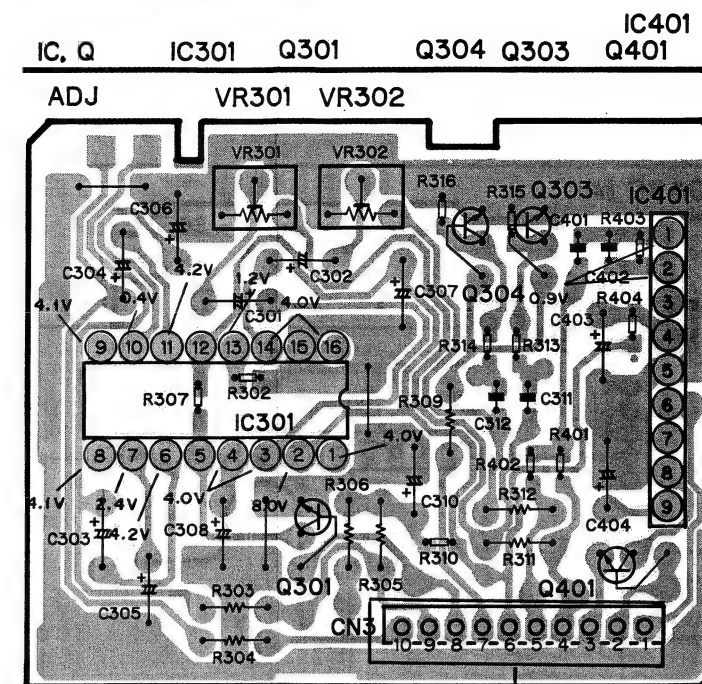 IC401
IC, Q IC301 Q301 Q304 Q303 Q401
ADJ VR301 VR302
VR301 VR302
R316 R315 Q303 IC401
C306 C401 R403 1
C304 4.2V 1.2V C302 C307 C402 2
Q304 0.9V R404
4.1V 0.4V C301 4.0V C403 3
R314 R313 4
9 10 11 12 13 14 15 16
5
R307 R302 R309 C311 6
IC301 C312
R401 7
8 7 6 5 4 3 2 1 4.0V R402 8
4.1V 2.4V 4.0V 8.0V R306 C310 R312 9
C303 4.2V C308 C404
R310 R311
Q301 R305 Q401
C305 R303
CN3 10-9-8-7-6-5-4-3-2-1
R304